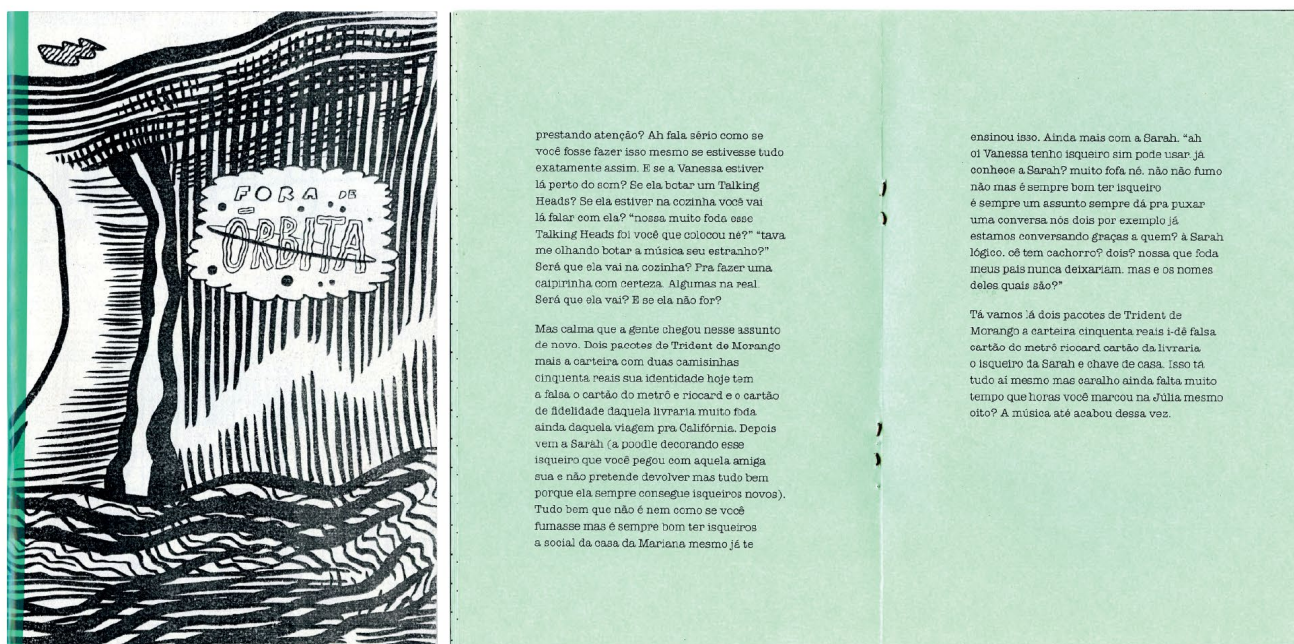 FORA DE
ÓRBITA
prestando atenção? Ah fala sério como se
você fosse fazer isso mesmo se estivesse tudo
exatamente assim. E se a Vanessa estiver
lá perto do som? Se ela botar um Talking
Heads? Se ela estiver na cozinha você vai
lá falar com ela? “nossa muito foda esse
Talking Heads foi você que colocou né?” “tava
me olhando botar a música seu estranho?”
Será que ela vai na cozinha? Pra fazer uma
caipirinha com certeza. Algumas na real.
Será que ela vai? E se ela não for?
Mas calma que a gente chegou nesse assunto
de novo. Dois pacotes de Trident de Morango
mais a carteira com duas camisinhas
cinquenta reais sua identidade hoje tem
a falsa o cartão do metrô e riocard e o cartão
de fidelidade daquela livraria muito foda
ainda daquela viagem pra Califórnia. Depois
vem a Sarah (a poodle decorando esse
isqueiro que você pegou com aquela amiga
sua e não pretende devolver mas tudo bem
porque ela sempre consegue isqueiros novos).
Tudo bem que não é nem como se você
fumasse mas é sempre bom ter isqueiros
a social da casa da Mariana mesmo já te
ensinou isso. Ainda mais com a Sarah. “ah
oi Vanessa tenho isqueiro sim pode usar. já
conhece a Sarah? muito fofa né. não não fumo
não mas é sempre bom ter isqueiro
é sempre um assunto sempre dá pra puxar
uma conversa nós dois por exemplo já
estamos conversando graças a quem? à Sarah
lógico. cê tem cachorro? dois? nossa que foda
meus pais nunca deixariam. mas e os nomes
deles quais são?”
Tá vamos lá dois pacotes de Trident de
Morango a carteira cinquenta reais i-dê falsa
cartão do metrô riocard cartão da livraria
o isqueiro da Sarah e chave de casa. Isso tá
tudo aí mesmo mas caralho ainda falta muito
tempo que horas você marcou na Júlia mesmo
oito? A música até acabou dessa vez.